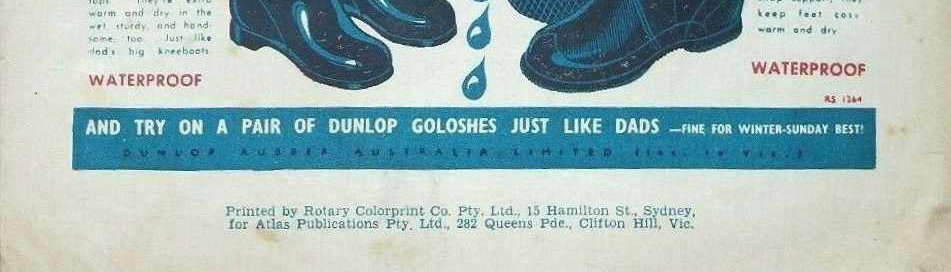 They're extra
warm and dry in the
wet, sturdy, and hand-
some, too. Just like
dad's big kneeboots.
WATERPROOF
keep feet cosy
warm and dry
WATERPROOF
RS 1264
AND TRY ON A PAIR OF DUNLOP GOLOSHES JUST LIKE DADS —FINE FOR WINTER-SUNDAY BEST!
DUNLOP RUBBER AUSTRALIA LIMITED
Printed by Rotary Colorprint Co. Pty. Ltd., 15 Hamilton St., Sydney,
for Atlas Publications Pty. Ltd., 282 Queens Pde., Clifton Hill, Vic.